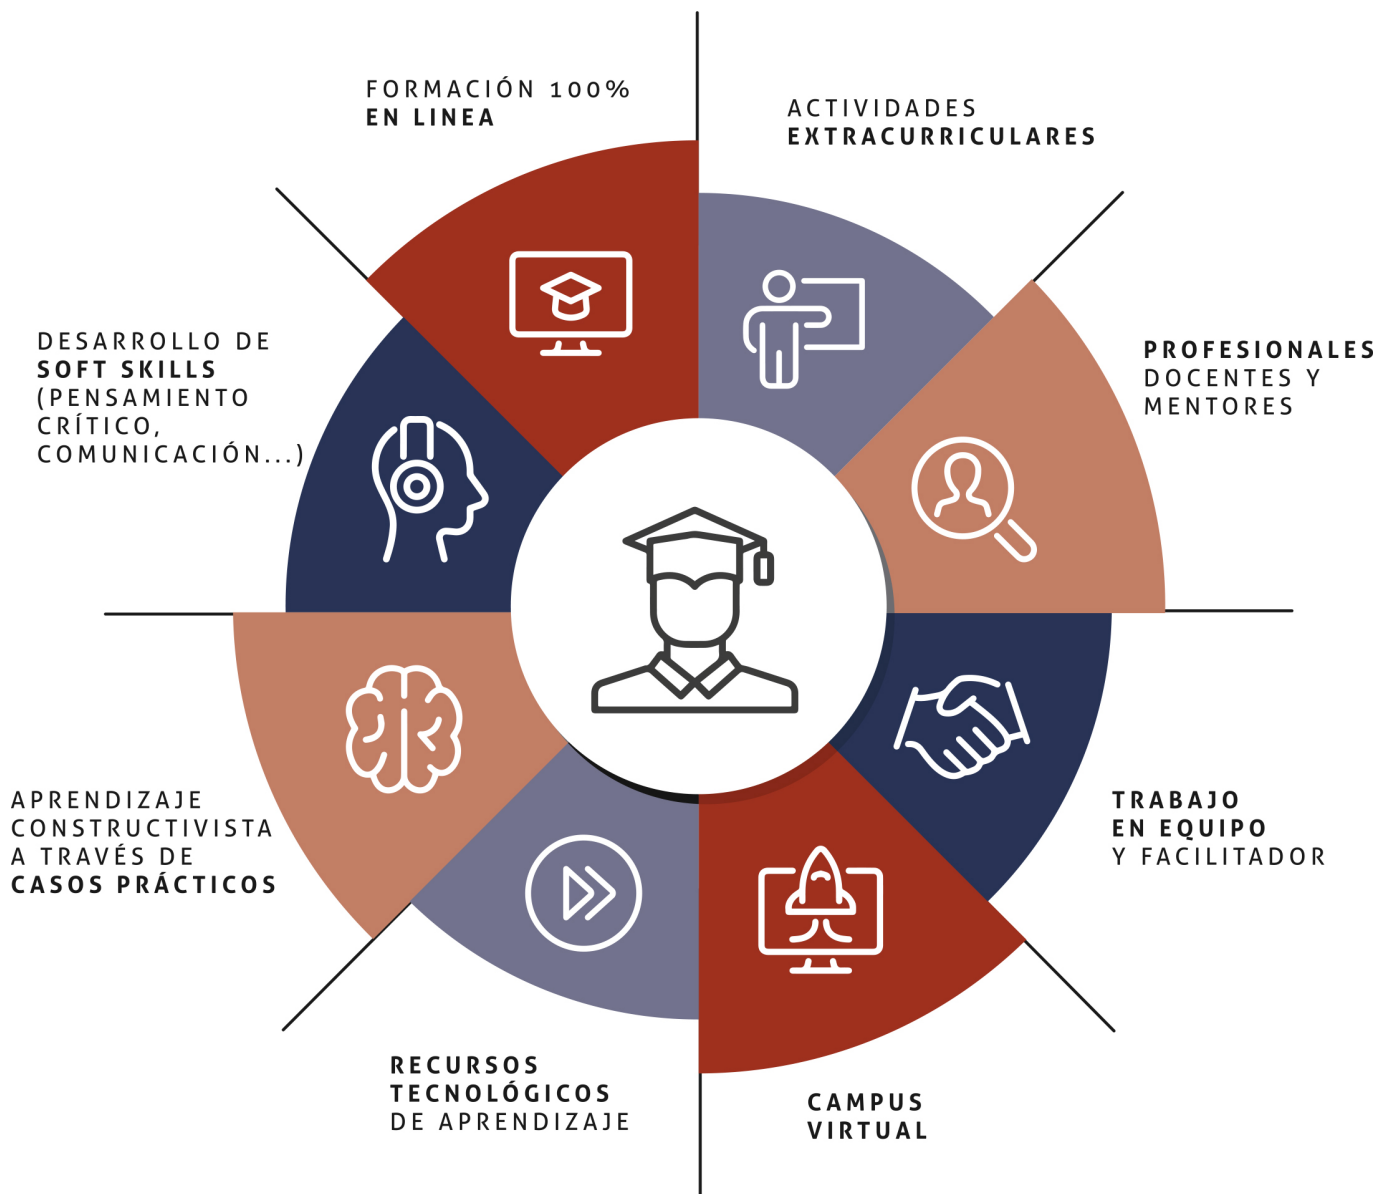 FORMACIÓN 100%
EN LINEA
ACTIVIDADES
EXTRACURRICULARES
PROFESIONALES
DOCENTES Y
MENTORES
TRABAJO
EN EQUIPO
Y FACILITADOR
CAMPUS
VIRTUAL
RECURSOS
TECNOLÓGICOS
DE APRENDIZAJE
APRENDIZAJE
CONSTRUCTIVISTA
A TRAVÉS DE
CASOS PRÁCTICOS
DESARROLLO DE
SOFT SKILLS
(PENSAMIENTO
CRÍTICO,
COMUNICACIÓN...)